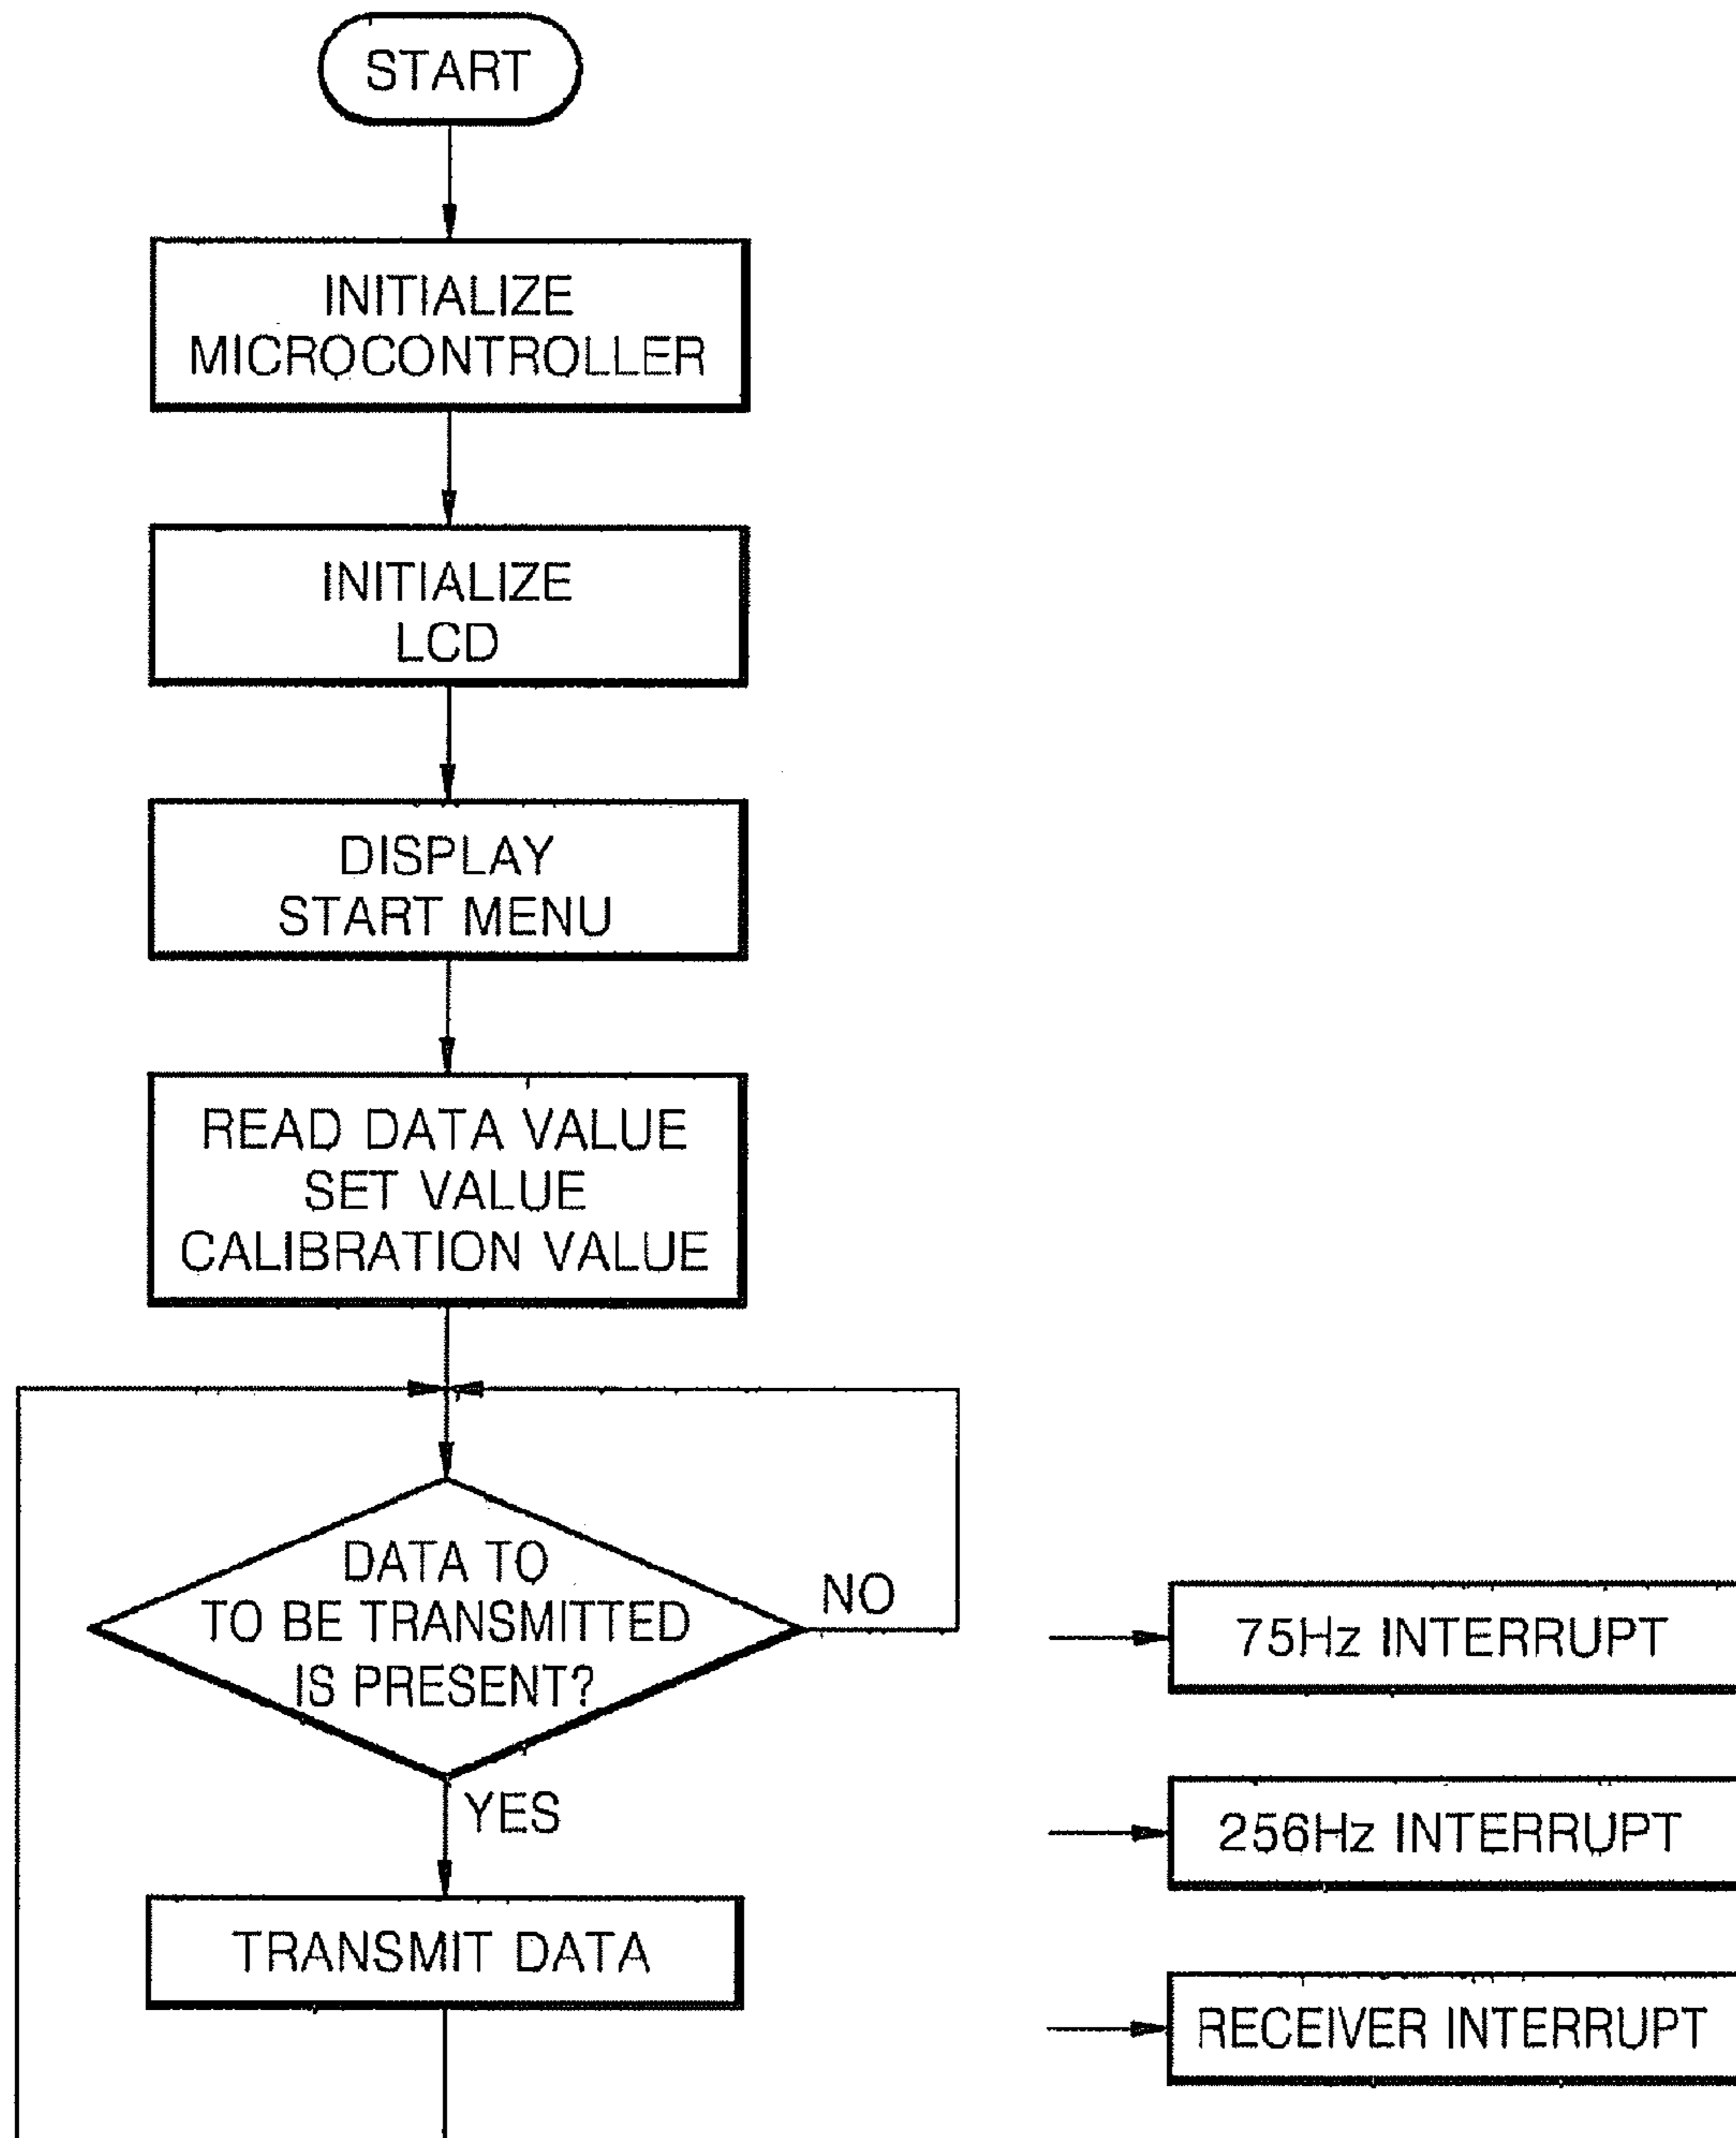 START
INITIALIZE
MICROCONTROLLER
INITIALIZE
LCD
DISPLAY
START MENU
READ DATA VALUE
SET VALUE
CALIBRATION VALUE
DATA TO
TO BE TRANSMITTED
IS PRESENT?
NO
YES
TRANSMIT DATA
75Hz INTERRUPT
256Hz INTERRUPT
RECEIVER INTERRUPT